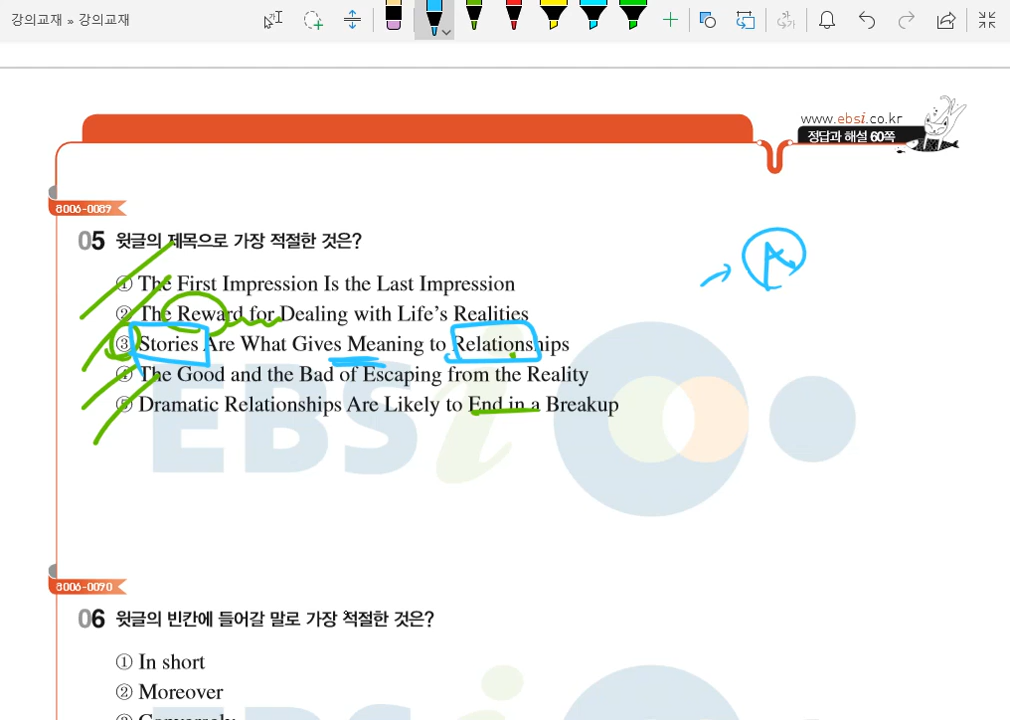 강의교재 » 강의교재
www.ebsi.co.kr
정답과 해설 60쪽
8006-0089
05 윗글의 제목으로 가장 적절한 것은?
① The First Impression Is the Last Impression
② The Reward for Dealing with Life's Realities
③ Stories Are What Gives Meaning to Relationships
④ The Good and the Bad of Escaping from the Reality
⑤ Dramatic Relationships Are Likely to End in a Breakup
→ A
EBSi
8006-0090
06 윗글의 빈칸에 들어갈 말로 가장 적절한 것은?
① In short
② Moreover
③ Conversely